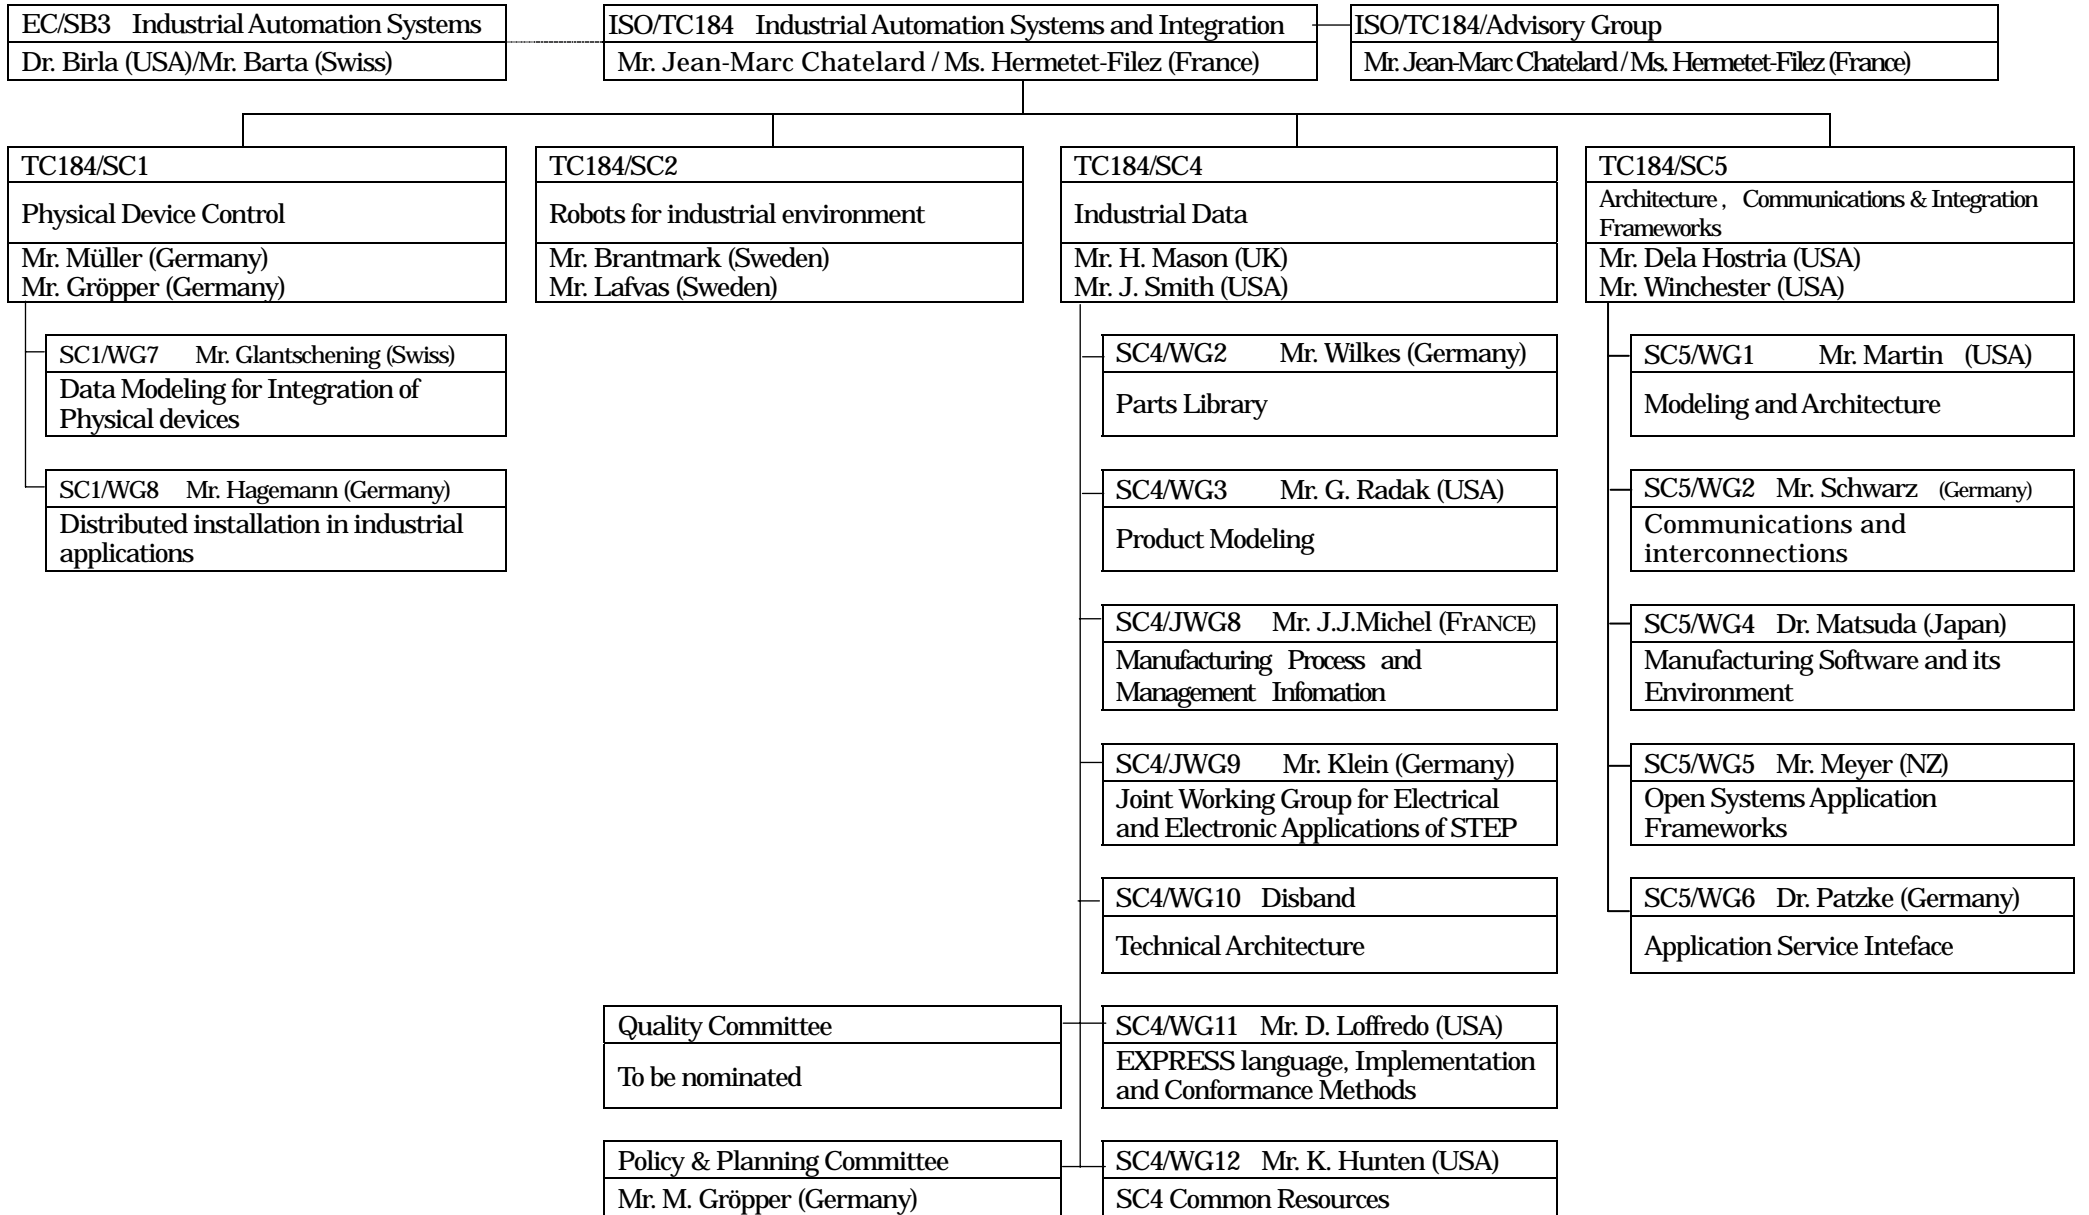 EC/SB3 Industrial Automation Systems
Dr. Birla (USA)/Mr. Barta (Swiss)
ISO/TC184 Industrial Automation Systems and Integration
Mr. Jean-Marc Chatelard / Ms. Hermetet-Filez (France)
ISO/TC184/Advisory Group
Mr. Jean-Marc Chatelard / Ms. Hermetet-Filez (France)
TC184/SC1
Physical Device Control
Mr. Müller (Germany)
Mr. Gröpper (Germany)
SC1/WG7 Mr. Glantschening (Swiss)
Data Modeling for Integration of
Physical devices
SC1/WG8 Mr. Hagemann (Germany)
Distributed installation in industrial
applications
TC184/SC2
Robots for industrial environment
Mr. Brantmark (Sweden)
Mr. Lafvas (Sweden)
TC184/SC4
Industrial Data
Mr. H. Mason (UK)
Mr. J. Smith (USA)
SC4/WG2 Mr. Wilkes (Germany)
Parts Library
SC4/WG3 Mr. G. Radak (USA)
Product Modeling
SC4/JWG8 Mr. J.J.Michel (FrANCE)
Manufacturing Process and
Management Infomation
SC4/JWG9 Mr. Klein (Germany)
Joint Working Group for Electrical
and Electronic Applications of STEP
SC4/WG10 Disband
Technical Architecture
Quality Committee
To be nominated
SC4/WG11 Mr. D. Loffredo (USA)
EXPRESS language, Implementation
and Conformance Methods
Policy & Planning Committee
Mr. M. Gröpper (Germany)
SC4/WG12 Mr. K. Hunten (USA)
SC4 Common Resources
TC184/SC5
Architecture , Communications & Integration
Frameworks
Mr. Dela Hostria (USA)
Mr. Winchester (USA)
SC5/WG1 Mr. Martin (USA)
Modeling and Architecture
SC5/WG2 Mr. Schwarz (Germany)
Communications and
interconnections
SC5/WG4 Dr. Matsuda (Japan)
Manufacturing Software and its
Environment
SC5/WG5 Mr. Meyer (NZ)
Open Systems Application
Frameworks
SC5/WG6 Dr. Patzke (Germany)
Application Service Inteface